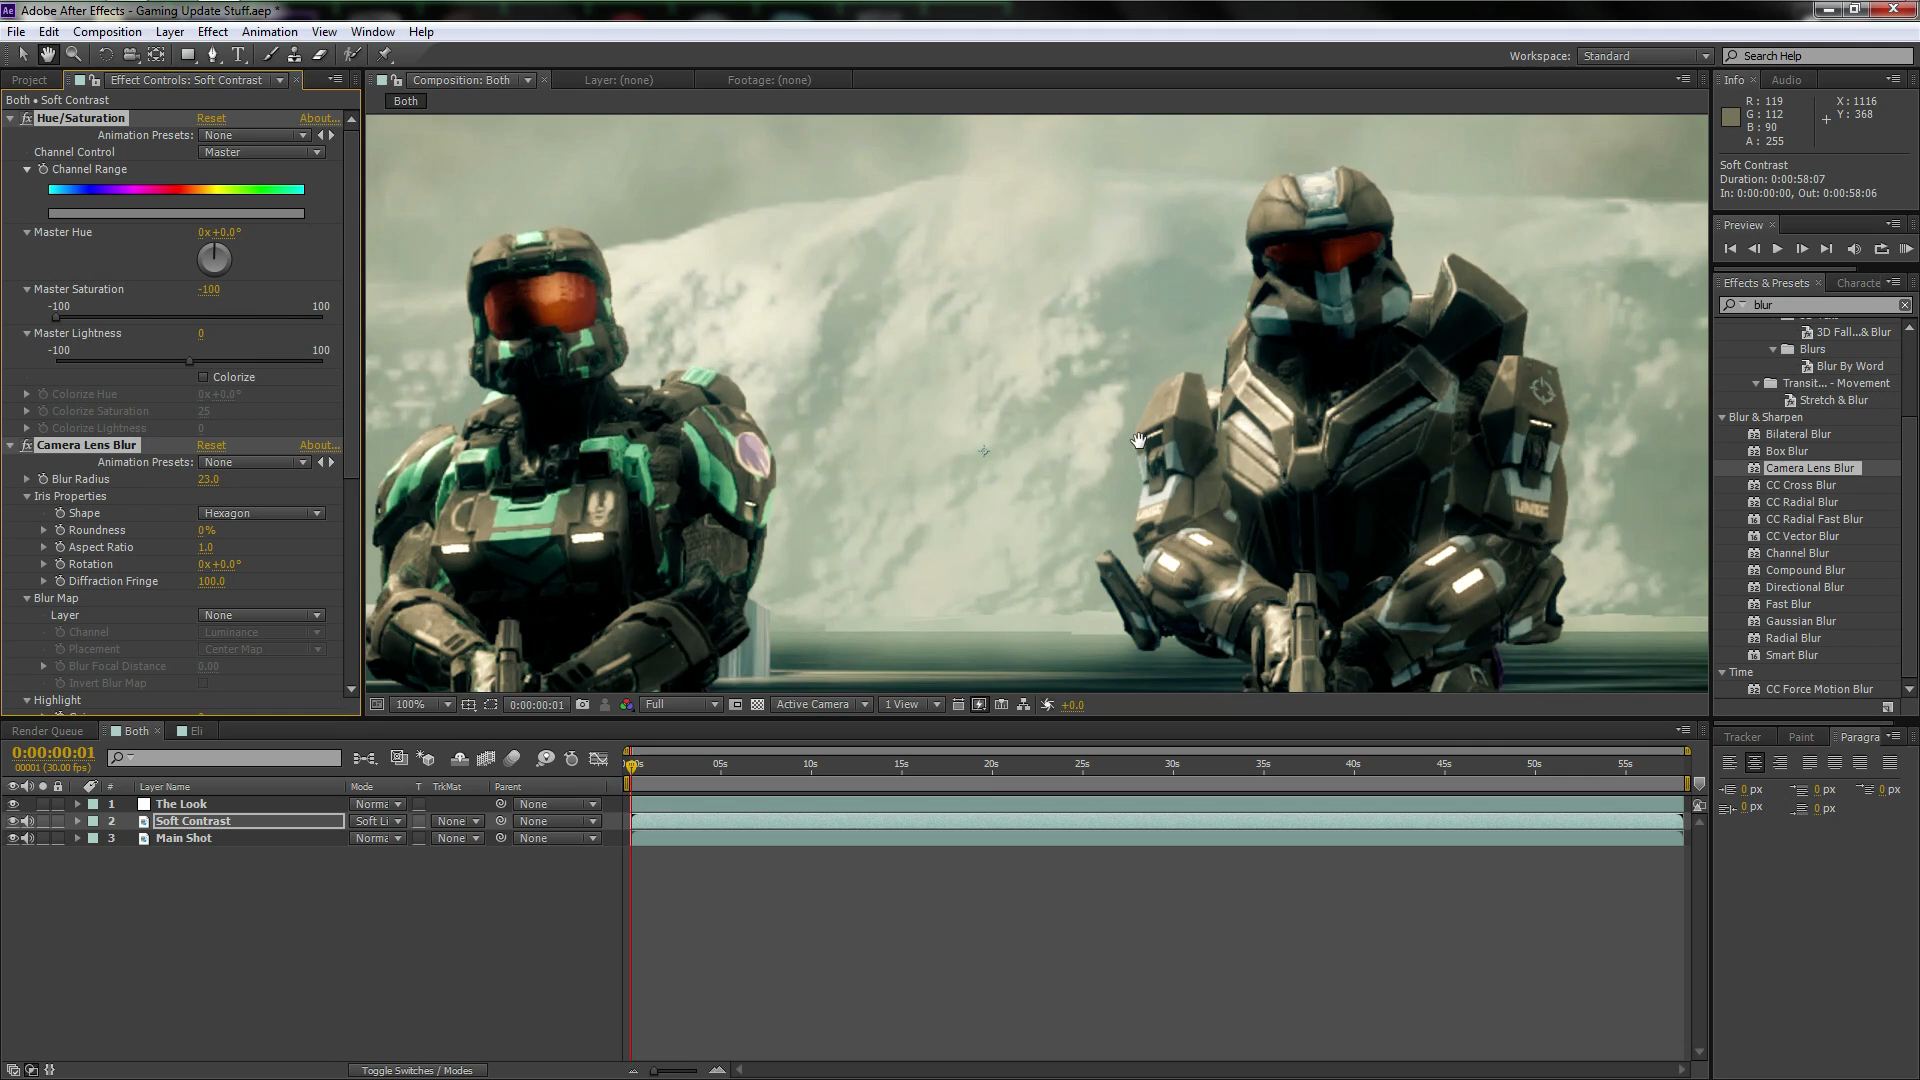 Ae Adobe After Effects - Gaming Update Stuff.aep *
File Edit Composition Layer Effect Animation View Window Help
Workspace: Standard Search Help
Project Effect Controls: Soft Contrast
Both • Soft Contrast
fx Hue/Saturation Reset About...
Animation Presets: None
Channel Control Master
Channel Range
Master Hue 0x+0.0°
Master Saturation -100
-100 100
Master Lightness 0
-100 100
Colorize
Colorize Hue 0x+0.0°
Colorize Saturation 25
Colorize Lightness 0
fx Camera Lens Blur Reset About...
Animation Presets: None
Blur Radius 23.0
Iris Properties
Shape Hexagon
Roundness 0%
Aspect Ratio 1.0
Rotation 0x+0.0°
Diffraction Fringe 100.0
Blur Map
Layer None
Channel Luminance
Placement Center Map
Blur Focal Distance 0.00
Invert Blur Map
Highlight
Composition: Both Layer: (none) Footage: (none)
Both
UNSC
100% 0:00:00:01 Full Active Camera 1 View +0.0
Info Audio
R: 119 X: 1116
G: 112 Y: 368
B: 90
A: 255
Soft Contrast
Duration: 0:00:58:07
In: 0:00:00:00, Out: 0:00:58:06
Preview
Effects & Presets Characte
blur
3D Fall...& Blur
Blurs
Blur By Word
Transit... - Movement
Stretch & Blur
Blur & Sharpen
Bilateral Blur
Box Blur
Camera Lens Blur
CC Cross Blur
CC Radial Blur
CC Radial Fast Blur
CC Vector Blur
Channel Blur
Compound Blur
Directional Blur
Fast Blur
Gaussian Blur
Radial Blur
Smart Blur
Time
CC Force Motion Blur
Tracker Paint Paragra
0 px 0 px 0 px
0 px 0 px
Render Queue Both Eli
0:00:00:01
00001 (30.00 fps)
# Layer Name Mode T TrkMat Parent
1 The Look Norma None
2 Soft Contrast Soft Li None None
3 Main Shot Norma None None
05s 10s 15s 20s 25s 30s 35s 40s 45s 50s 55s
Toggle Switches / Modes